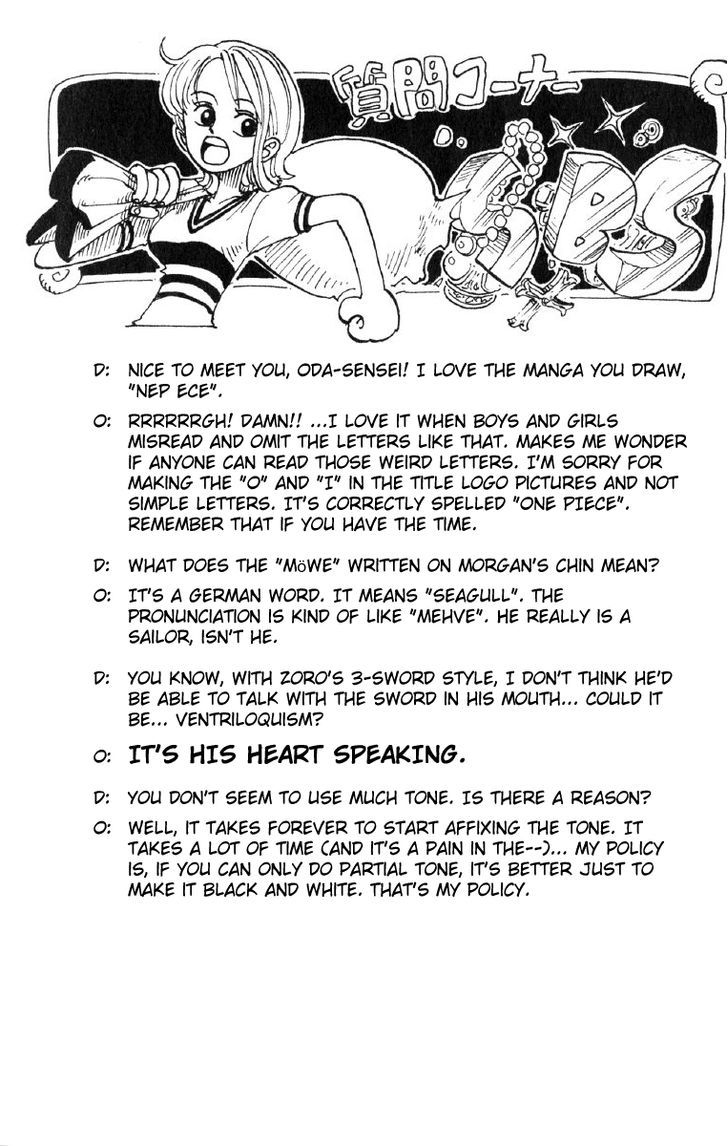 質問コーナー
SBS
D: NICE TO MEET YOU, ODA-SENSEI! I LOVE THE MANGA YOU DRAW,
"NEP ECE".
O: RRRRRRGH! DAMN!! ...I LOVE IT WHEN BOYS AND GIRLS
MISREAD AND OMIT THE LETTERS LIKE THAT. MAKES ME WONDER
IF ANYONE CAN READ THOSE WEIRD LETTERS. I'M SORRY FOR
MAKING THE "O" AND "I" IN THE TITLE LOGO PICTURES AND NOT
SIMPLE LETTERS. IT'S CORRECTLY SPELLED "ONE PIECE".
REMEMBER THAT IF YOU HAVE THE TIME.
D: WHAT DOES THE "MöWE" WRITTEN ON MORGAN'S CHIN MEAN?
O: IT'S A GERMAN WORD. IT MEANS "SEAGULL". THE
PRONUNCIATION IS KIND OF LIKE "MEHVE". HE REALLY IS A
SAILOR, ISN'T HE.
D: YOU KNOW, WITH ZORO'S 3-SWORD STYLE, I DON'T THINK HE'D
BE ABLE TO TALK WITH THE SWORD IN HIS MOUTH... COULD IT
BE... VENTRILOQUISM?
O: IT'S HIS HEART SPEAKING.
D: YOU DON'T SEEM TO USE MUCH TONE. IS THERE A REASON?
O: WELL, IT TAKES FOREVER TO START AFFIXING THE TONE. IT
TAKES A LOT OF TIME (AND IT'S A PAIN IN THE--)... MY POLICY
IS, IF YOU CAN ONLY DO PARTIAL TONE, IT'S BETTER JUST TO
MAKE IT BLACK AND WHITE. THAT'S MY POLICY.